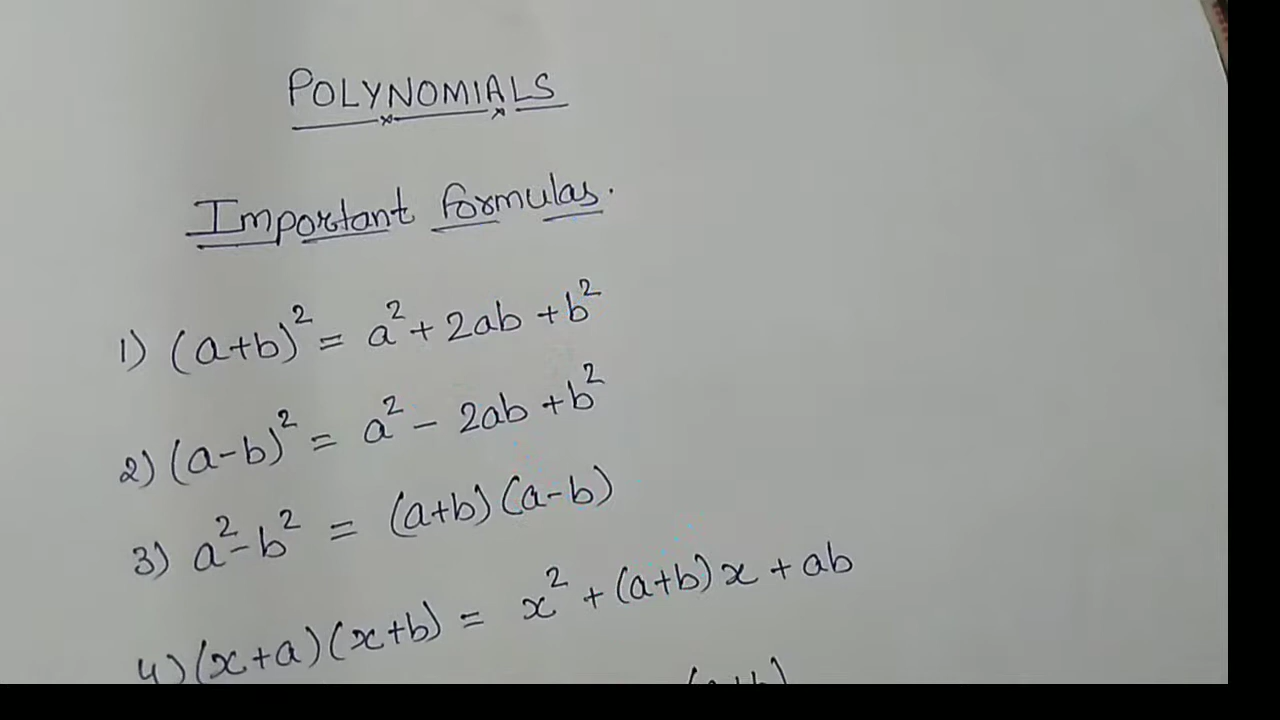 POLYNOMIALS
Important formulas.
1) (a+b)² = a² + 2ab + b²
2) (a-b)² = a² - 2ab + b²
3) a²-b² = (a+b) (a-b)
4) (x+a) (x+b) = x² + (a+b)x + ab